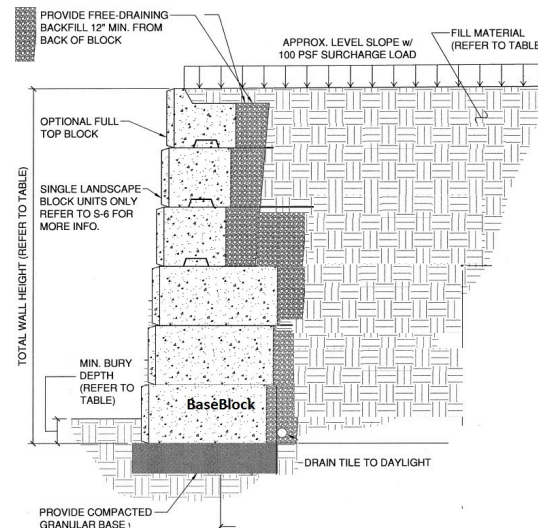 PROVIDE FREE-DRAINING
BACKFILL 12" MIN. FROM
BACK OF BLOCK
APPROX. LEVEL SLOPE w/
100 PSF SURCHARGE LOAD
FILL MATERIAL
(REFER TO TABLE
OPTIONAL FULL
TOP BLOCK
SINGLE LANDSCAPE
BLOCK UNITS ONLY
REFER TO S-6 FOR
MORE INFO.
TOTAL WALL HEIGHT (REFER TO TABLE)
MIN. BURY
DEPTH
(REFER TO
TABLE)
BaseBlock
DRAIN TILE TO DAYLIGHT
PROVIDE COMPACTED
GRANULAR BASE